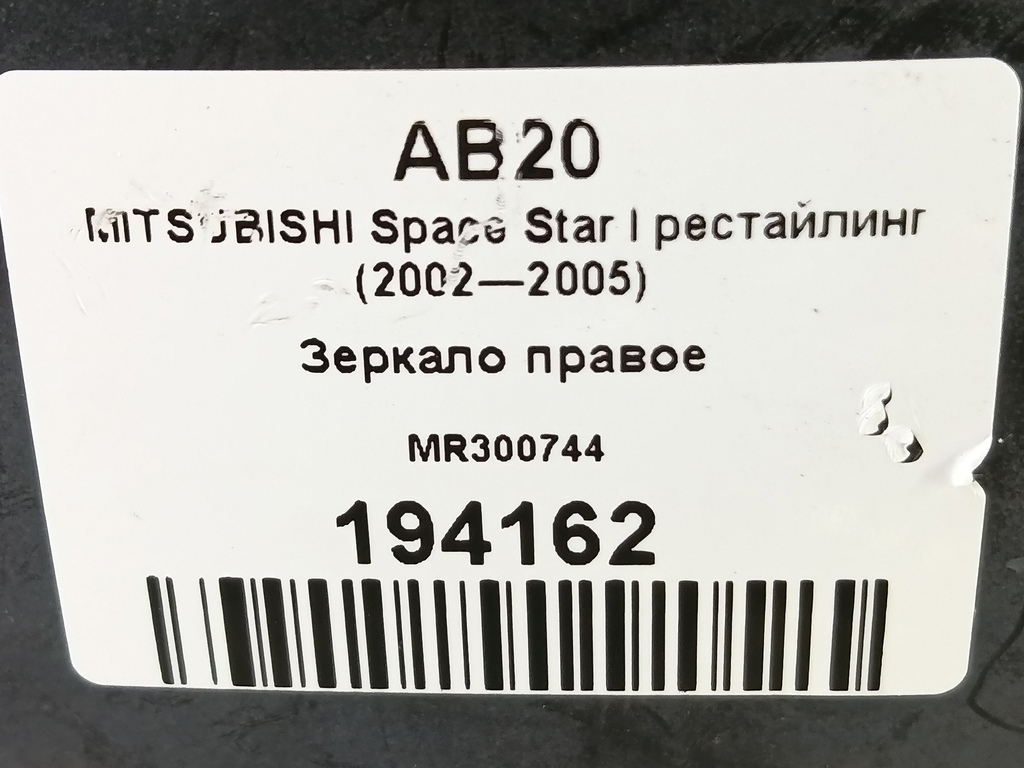 AB20
MITSUBISHI Space Star I рестайлинг
(2002—2005)
Зеркало правое
MR300744
194162